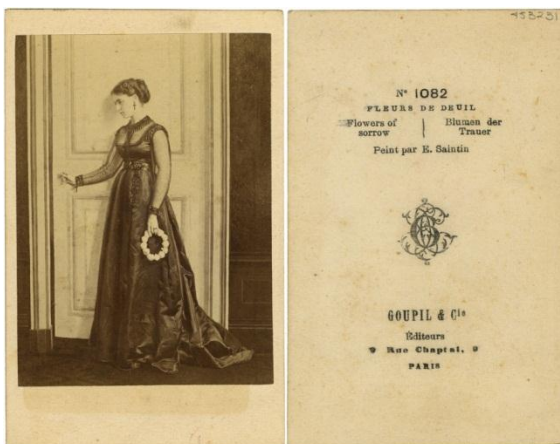 Nº 1082
FLEURS DE DEUIL
Flowers of sorrow | Blumen der Trauer
Peint par E. Saintin
GOUPIL & Cie
Éditeurs
9 Rue Chaptal, 9
PARIS